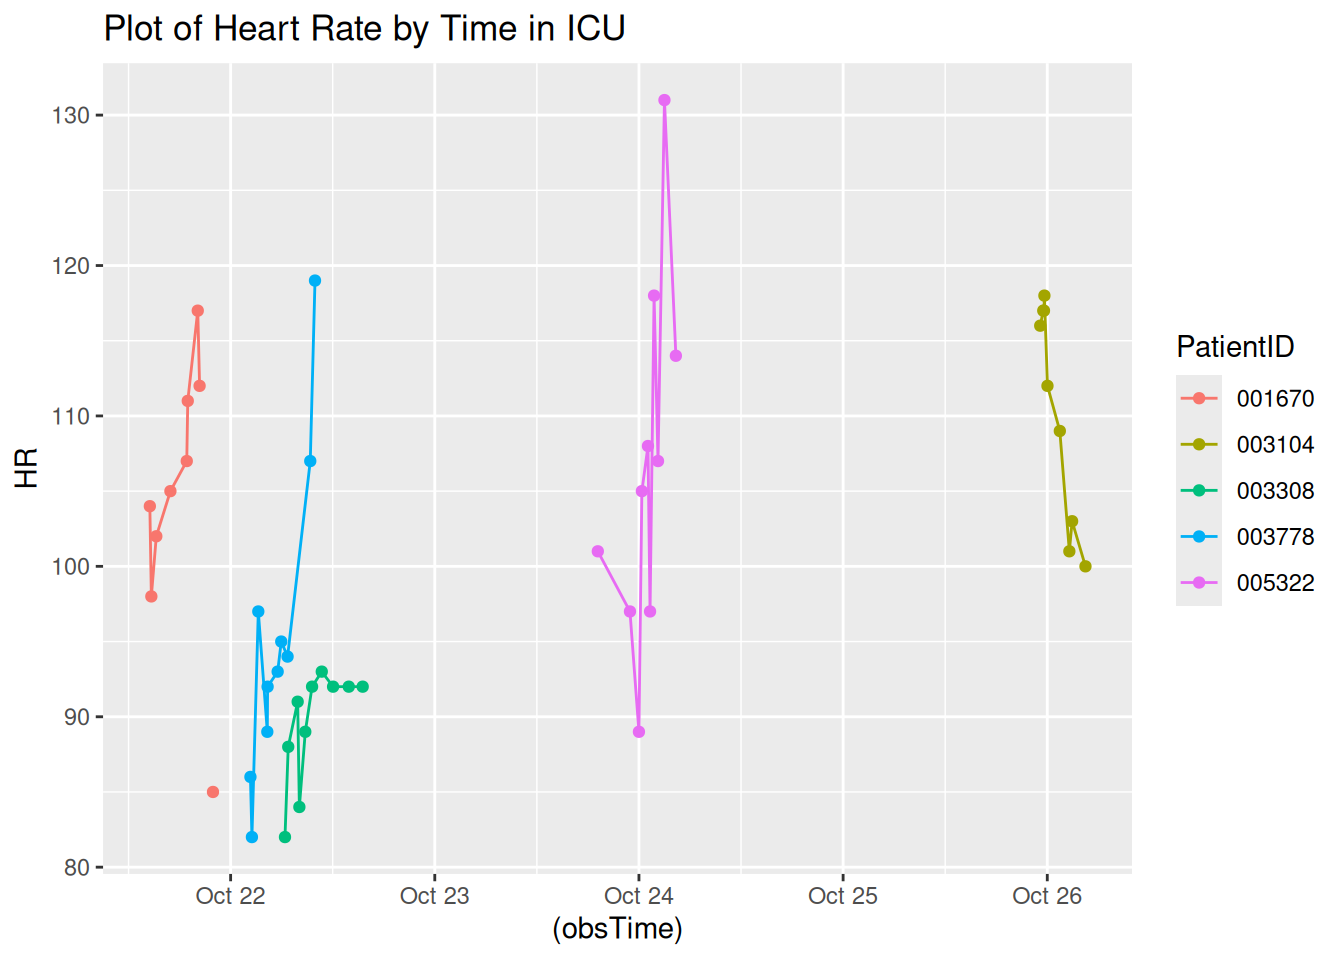 Plot of Heart Rate by Time in ICU
130
120
110
100
90
80
HR
Oct 22
Oct 23
Oct 24
Oct 25
Oct 26
(obsTime)
PatientID
001670
003104
003308
003778
005322